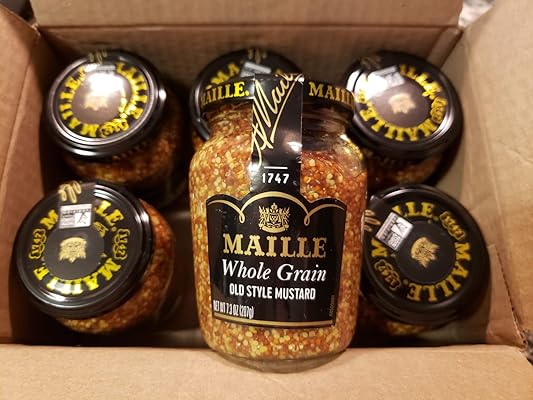 MAILLE.
A. Maille
1747
MAILLE
Whole Grain
OLD STYLE MUSTARD
NET WT 7.3 OZ (207g)
MAILLE.
MAILLE.
MAILLE.
MAILLE.
MAILLE.